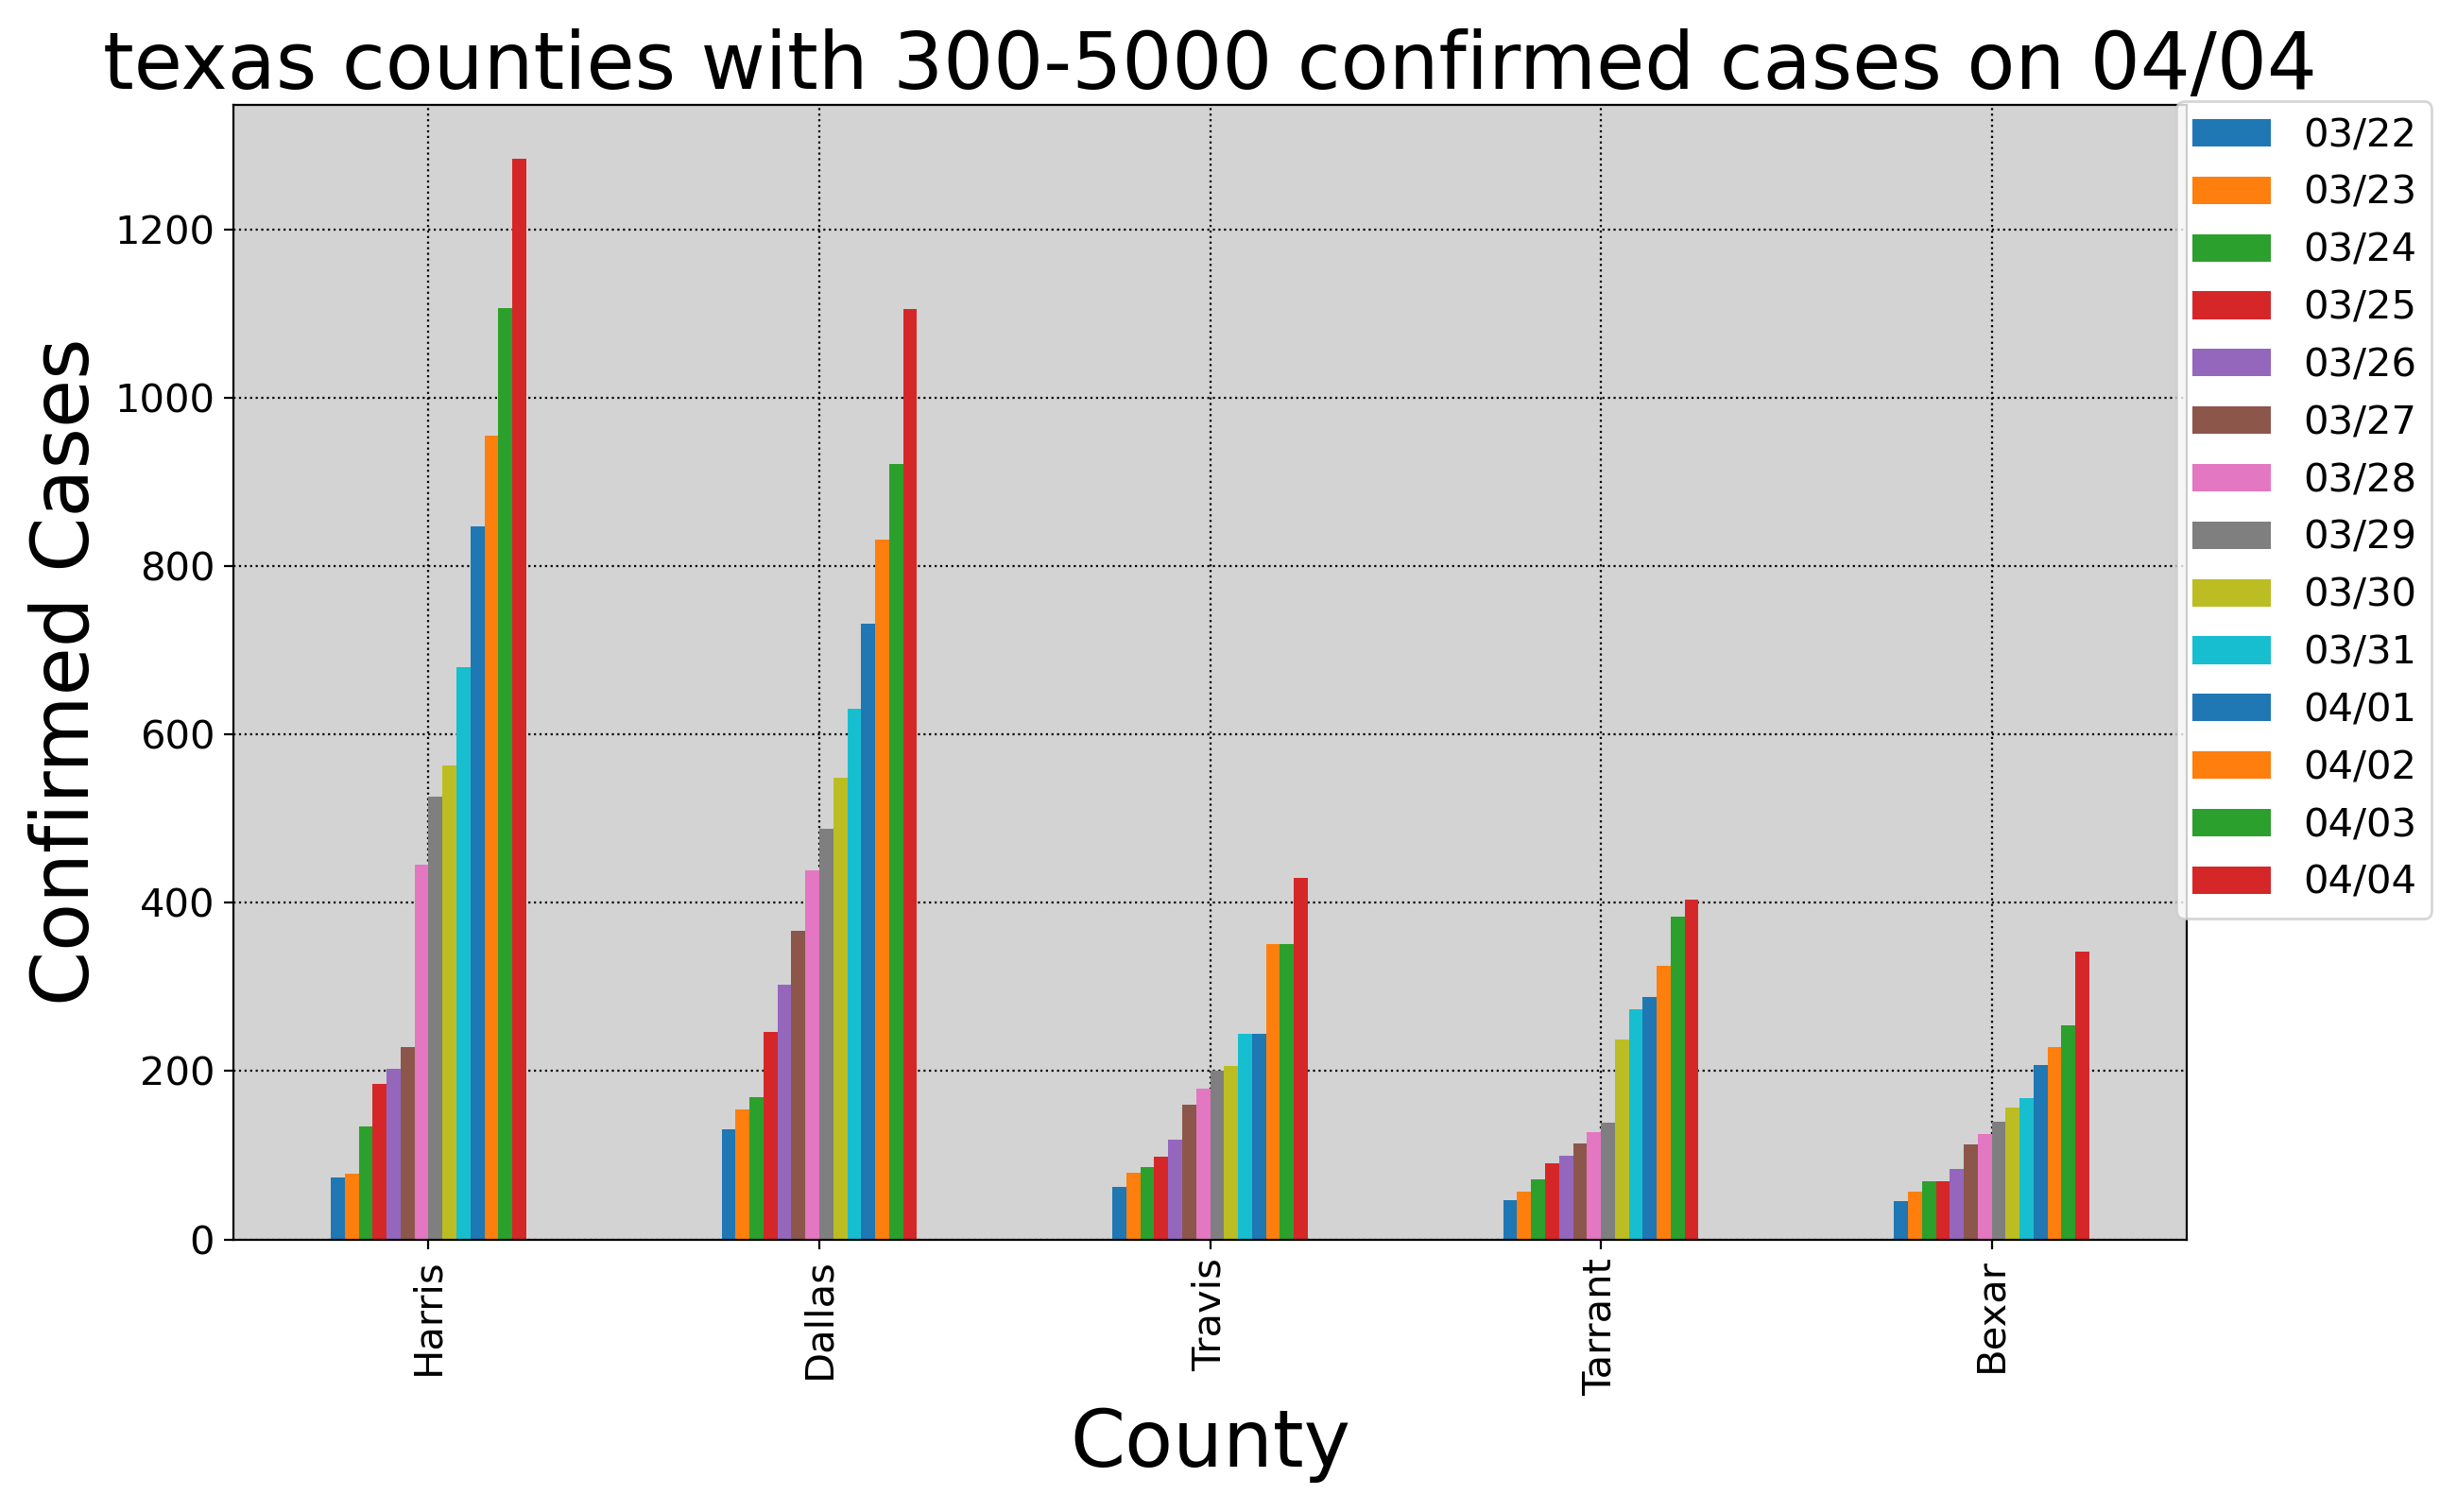 texas counties with 300-5000 confirmed cases on 04/04
Confirmed Cases
1200
1000
800
600
400
200
0
Harris
Dallas
Travis
Tarrant
Bexar
County
03/22
03/23
03/24
03/25
03/26
03/27
03/28
03/29
03/30
03/31
04/01
04/02
04/03
04/04